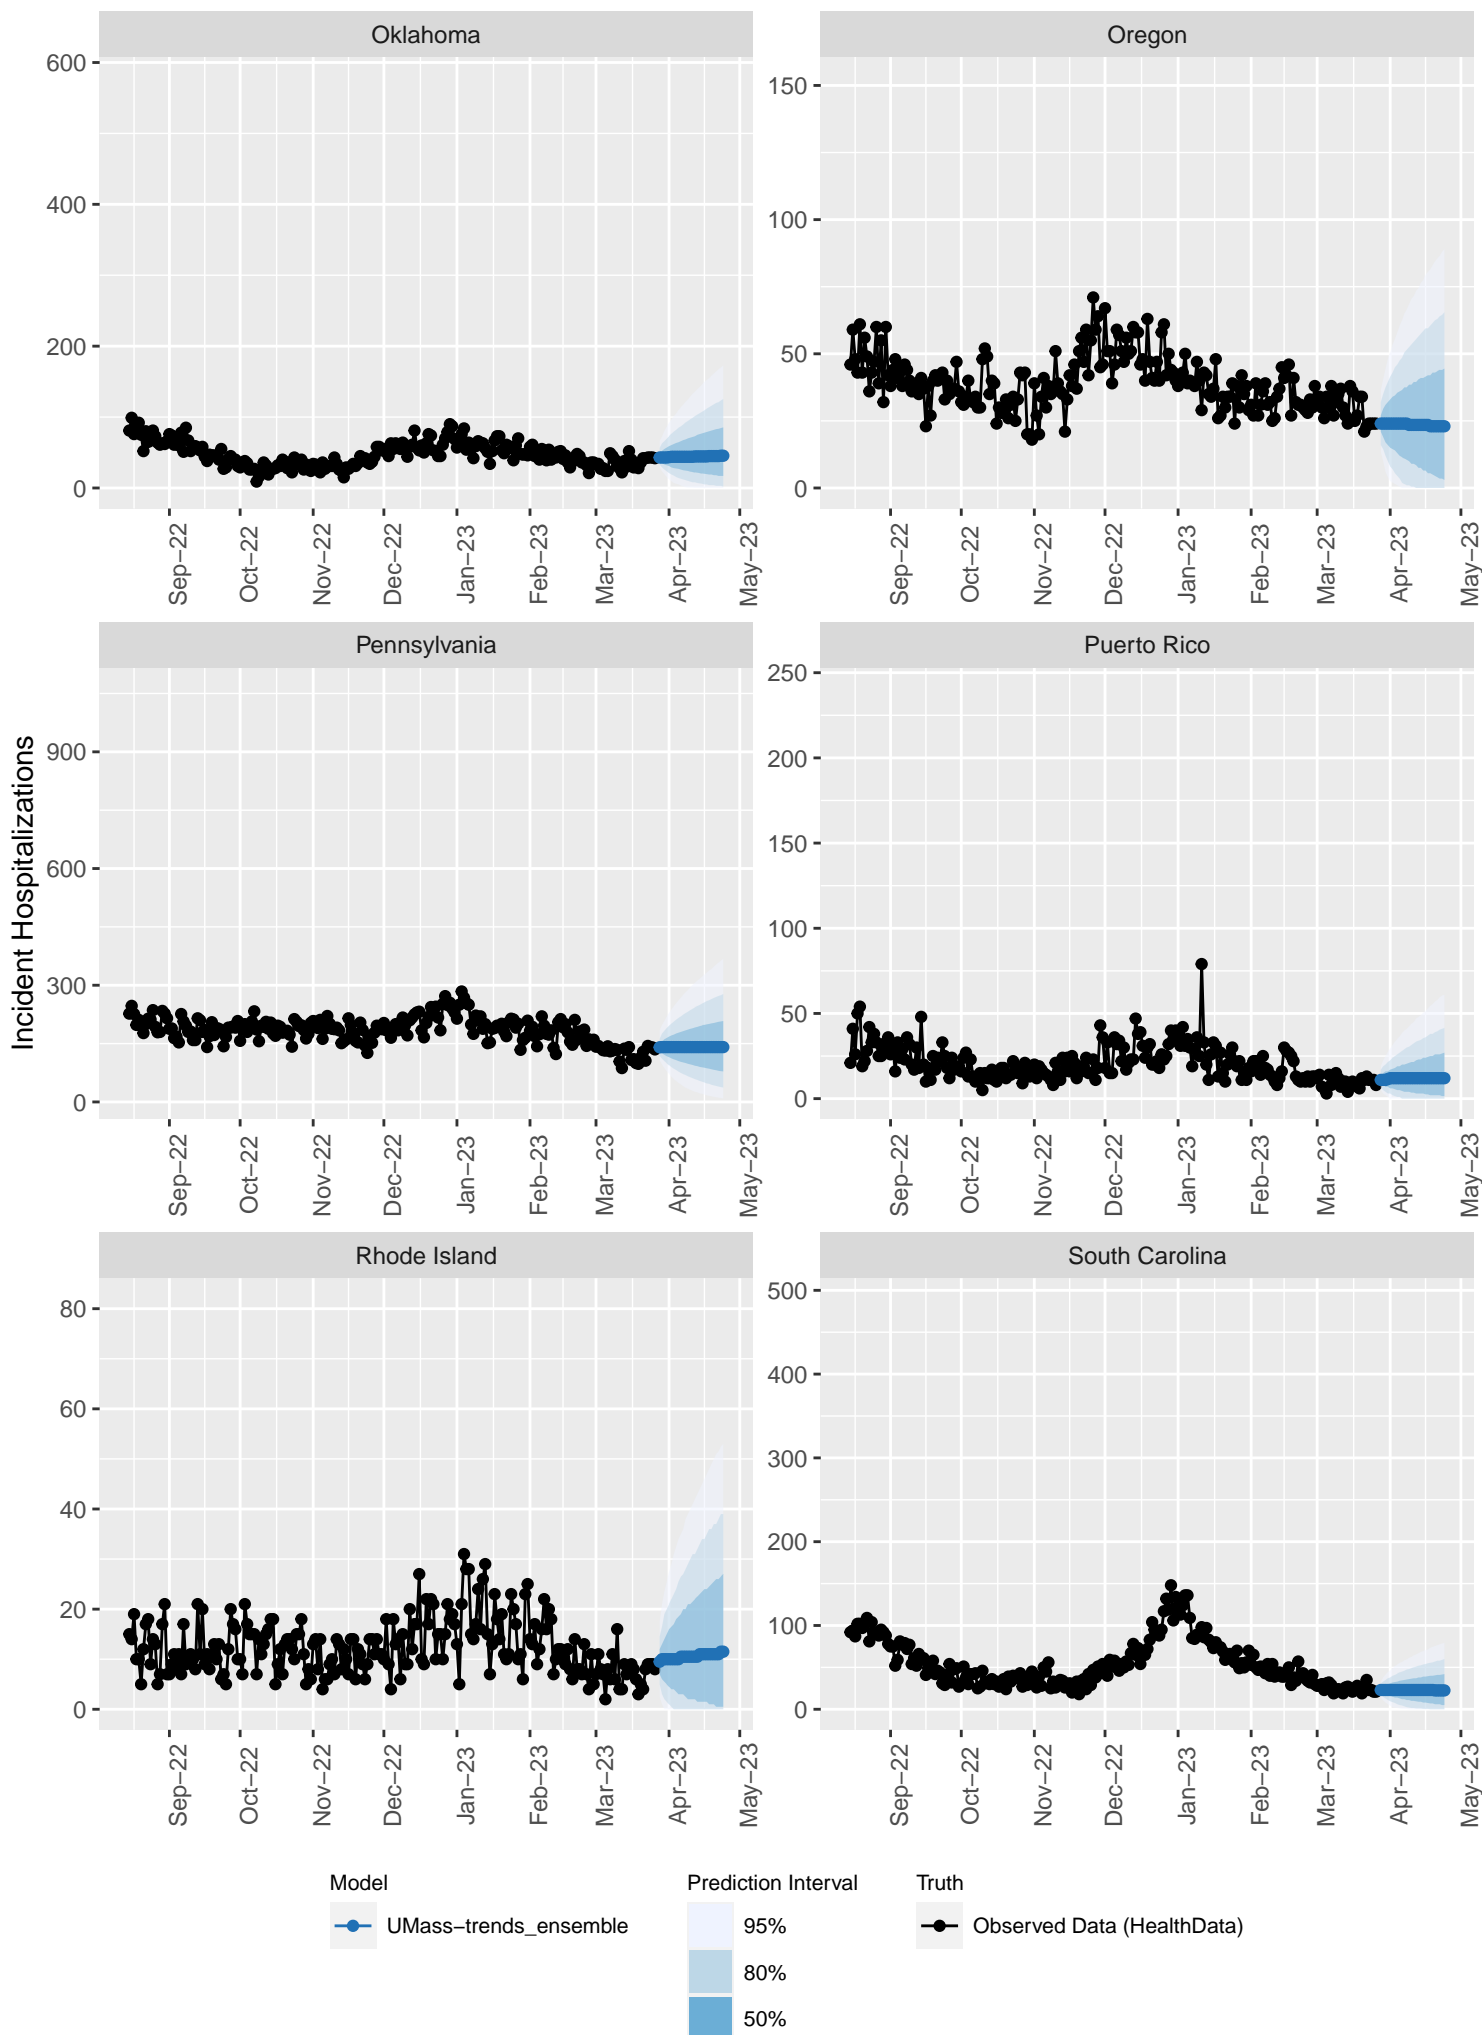 Oklahoma
Oregon
600
400
200
0
150
100
50
0
Sep−22
Oct−22
Nov−22
Dec−22
Jan−23
Feb−23
Mar−23
Apr−23
May−23
Sep−22
Oct−22
Nov−22
Dec−22
Jan−23
Feb−23
Mar−23
Apr−23
May−23
Incident Hospitalizations
Pennsylvania
Puerto Rico
900
600
300
0
250
200
150
100
50
0
Sep−22
Oct−22
Nov−22
Dec−22
Jan−23
Feb−23
Mar−23
Apr−23
May−23
Sep−22
Oct−22
Nov−22
Dec−22
Jan−23
Feb−23
Mar−23
Apr−23
May−23
Rhode Island
South Carolina
80
60
40
20
0
500
400
300
200
100
0
Sep−22
Oct−22
Nov−22
Dec−22
Jan−23
Feb−23
Mar−23
Apr−23
May−23
Sep−22
Oct−22
Nov−22
Dec−22
Jan−23
Feb−23
Mar−23
Apr−23
May−23
Model
UMass−trends_ensemble
Prediction Interval
95%
80%
50%
Truth
Observed Data (HealthData)